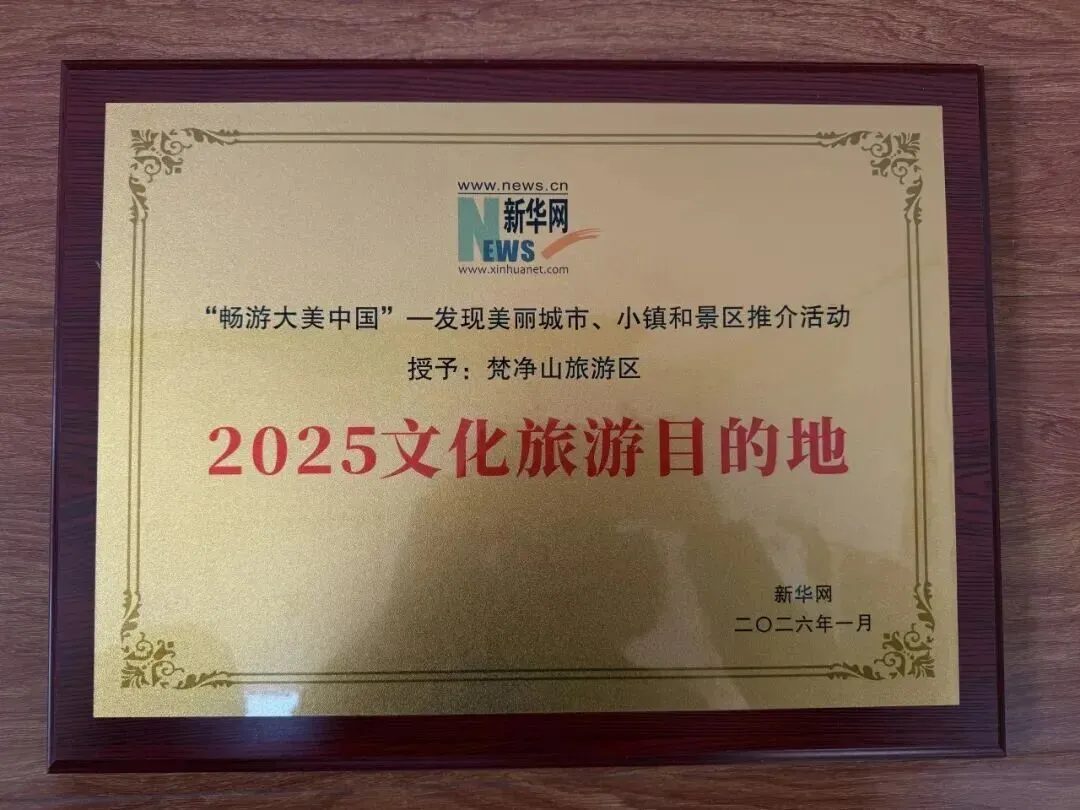 www.news.cn
新华网
NEWS
www.xinhuanet.com
“畅游大美中国”—发现美丽城市、小镇和景区推介活动
授予：梵净山旅游区
2025文化旅游目的地
新华网
二〇二六年一月